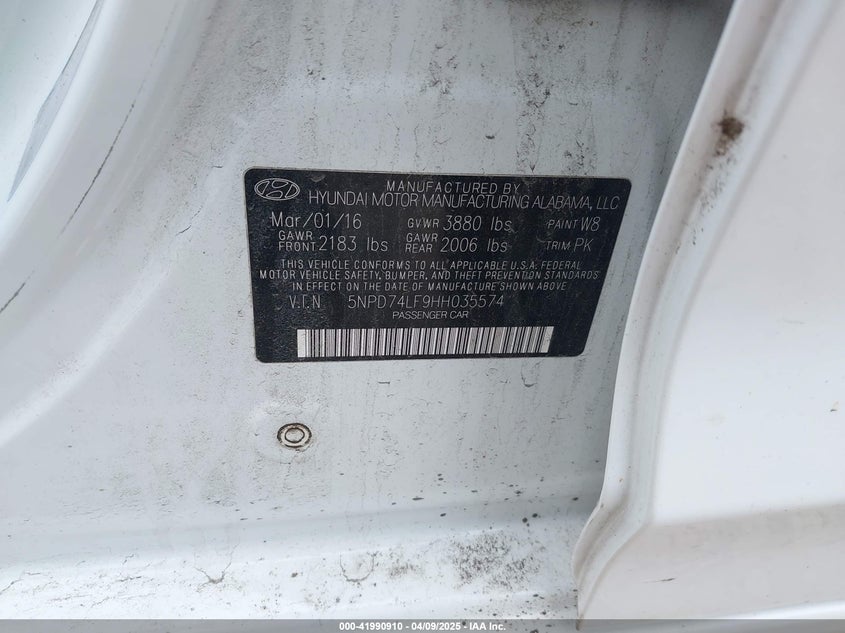 MANUFACTURED BY
HYUNDAI MOTOR MANUFACTURING ALABAMA, LLC
Mar/01/16 GVWR 3880 lbs PAINT W8
GAWR FRONT 2183 lbs GAWR REAR 2006 lbs TRIM PK
THIS VEHICLE CONFORMS TO ALL APPLICABLE U.S.A. FEDERAL
MOTOR VEHICLE SAFETY, BUMPER, AND THEFT PREVENTION STANDARDS
IN EFFECT ON THE DATE OF MANUFACTURE SHOWN ABOVE.
V.I.N 5NPD74LF9HH035574
PASSENGER CAR
000-41990910 - 04/09/2025 - IAA Inc.